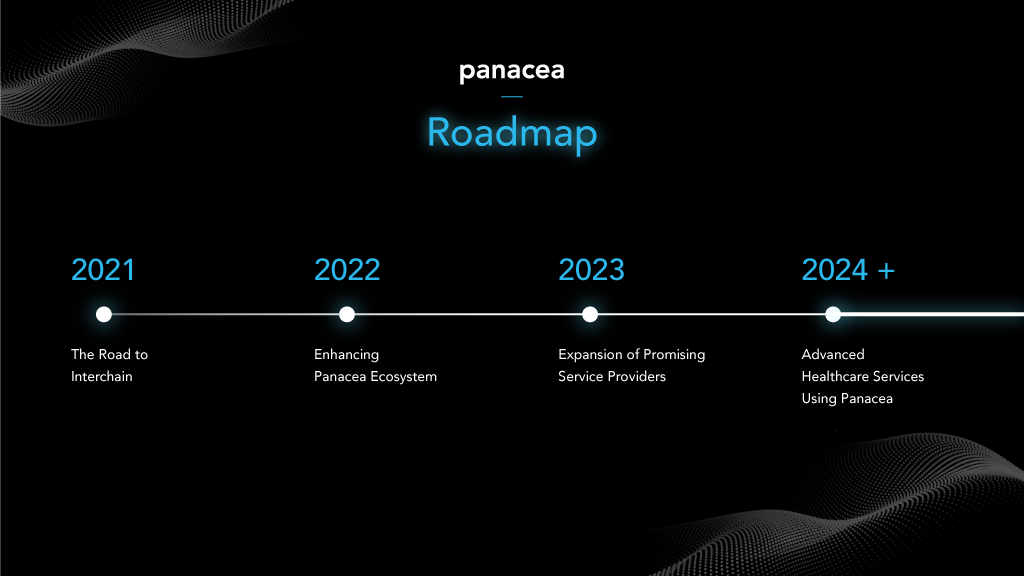 panacea
Roadmap
2021
2022
2023
2024 +
The Road to
Interchain
Enhancing
Panacea Ecosystem
Expansion of Promising
Service Providers
Advanced
Healthcare Services
Using Panacea